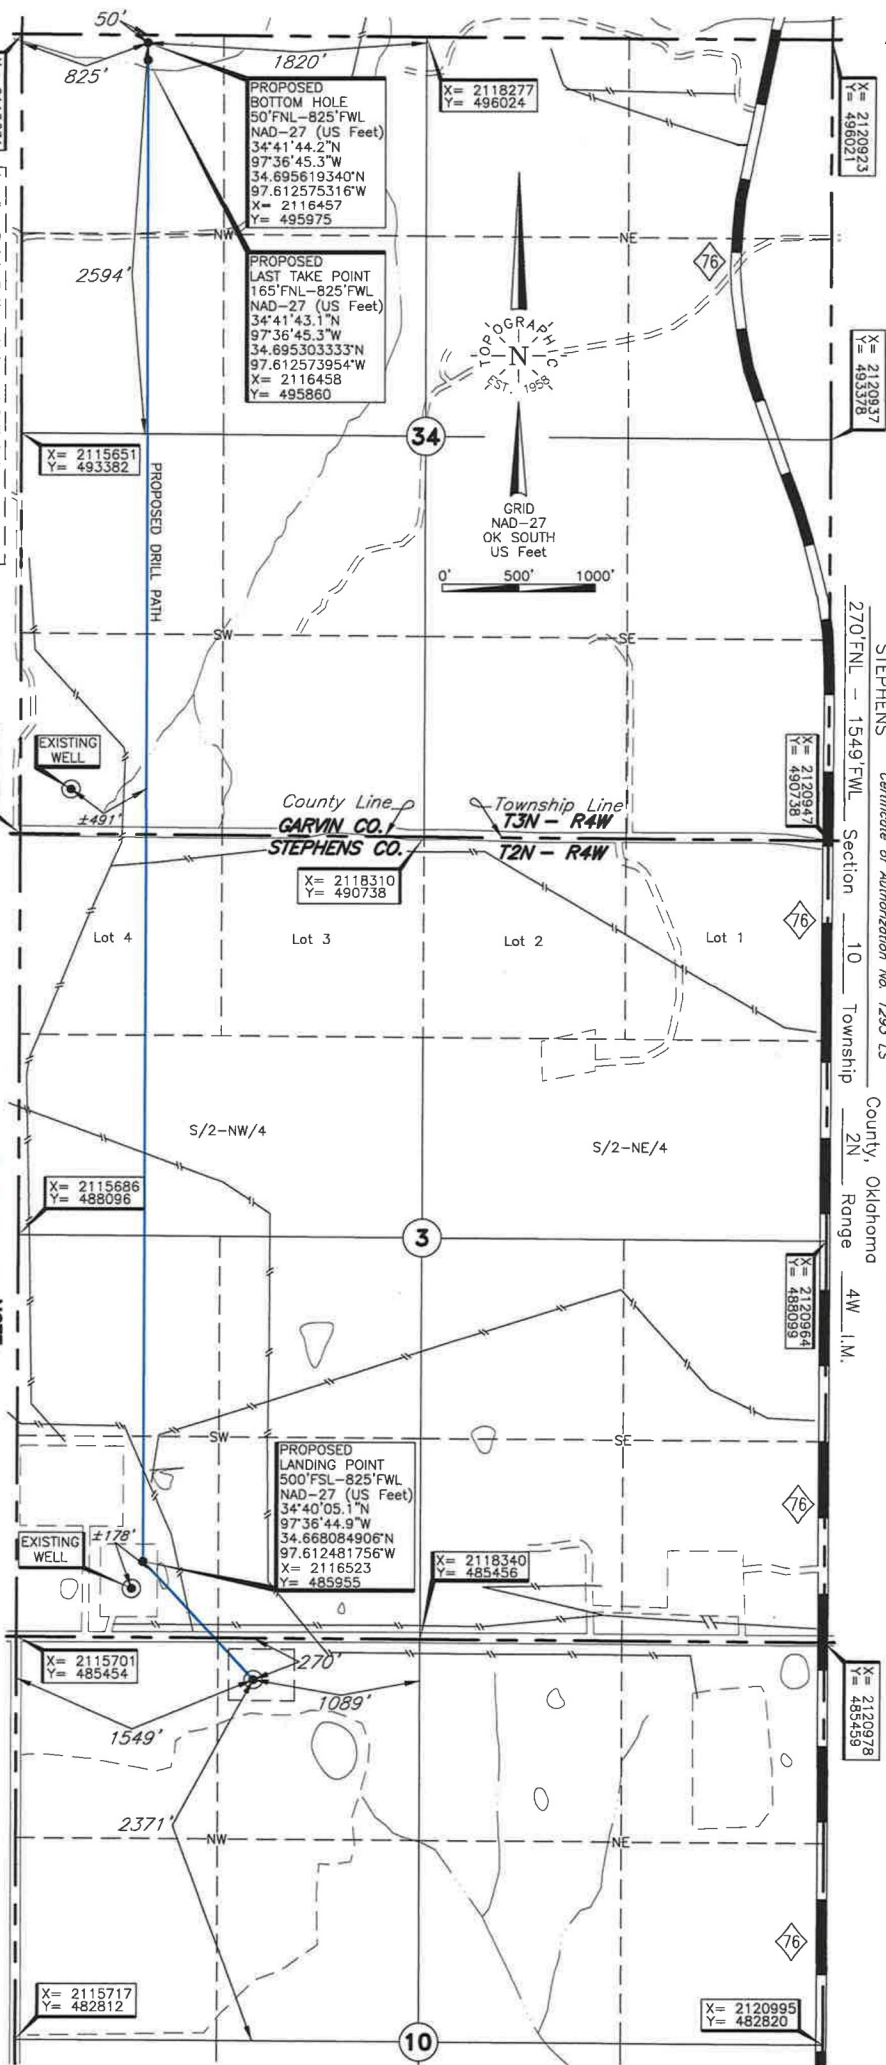 50'
825'
1820'
PROPOSED
BOTTOM HOLE
50'FNL-825'FWL
NAD-27 (US Feet)
34°41'44.2"N
97°36'45.3"W
34.695619340°N
97.612575316°W
X= 2116457
Y= 495975
X= 2118277
Y= 496024
X= 2120923
Y= 496021
NW
NE
76
2594'
PROPOSED
LAST TAKE POINT
165'FNL-825'FWL
NAD-27 (US Feet)
34°41'43.1"N
97°36'45.3"W
34.695303333°N
97.612573954°W
X= 2116458
Y= 495860
TOPOGRAPHIC
N
EST. 1958
X= 2120937
Y= 493378
34
X= 2115651
Y= 493382
PROPOSED DRILL PATH
GRID
NAD-27
OK SOUTH
US Feet
0' 500' 1000'
SW
SE
STEPHENS
Certificate of Authorization No. 1293 LS
County, Oklahoma
270'FNL - 1549'FWL Section 10 Township 2N Range 4W I.M.
EXISTING
WELL
±491'
X= 2120947
Y= 490738
County Line
Township Line
GARVIN CO.
T3N - R4W
STEPHENS CO.
T2N - R4W
X= 2118310
Y= 490738
76
Lot 4
Lot 3
Lot 2
Lot 1
S/2-NW/4
S/2-NE/4
X= 2115686
Y= 488096
3
X= 2120964
Y= 488099
SW
SE
PROPOSED
LANDING POINT
500'FSL-825'FWL
NAD-27 (US Feet)
34°40'05.1"N
97°36'44.9"W
34.668084906°N
97.612481756°W
X= 2116523
Y= 485955
76
EXISTING
WELL
±178'
X= 2118340
Y= 485456
X= 2115701
Y= 485454
270'
1089'
1549'
X= 2120978
Y= 485459
2371'
NW
NE
76
X= 2115717
Y= 482812
X= 2120995
Y= 482820
10